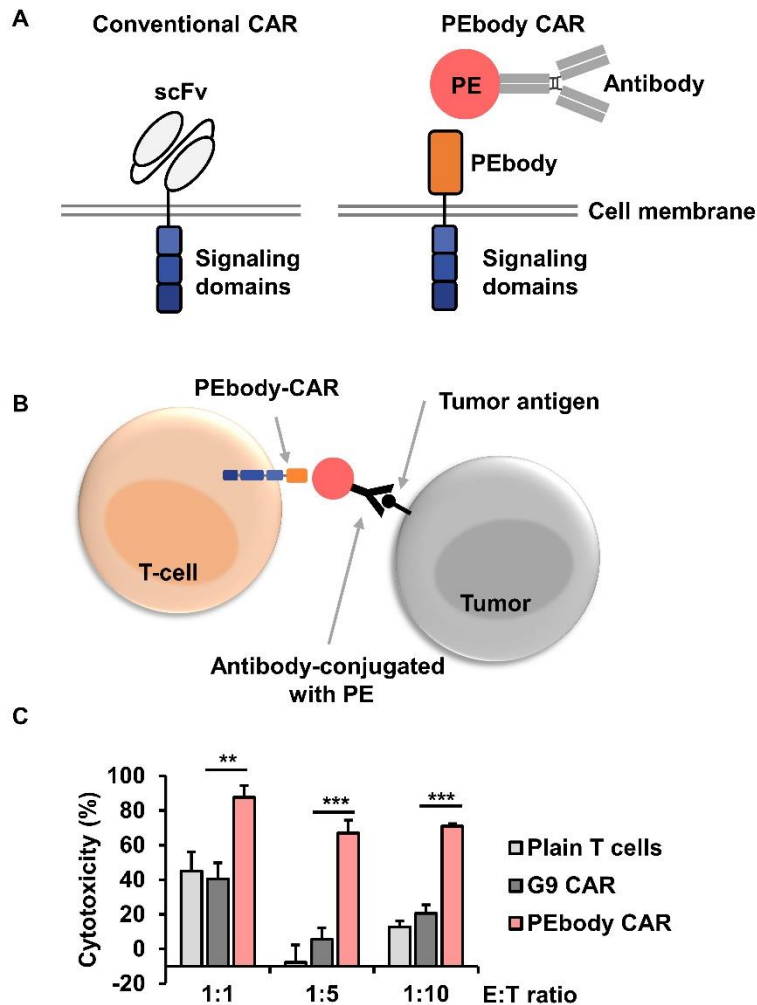 A
Conventional CAR
PEbody CAR
scFv
PE
Antibody
PEbody
Cell membrane
Signaling
domains
Signaling
domains
B
PEbody-CAR
Tumor antigen
T-cell
Tumor
Antibody-conjugated
with PE
C
Cytotoxicity (%)
100
80
60
40
20
0
-20
**
***
***
Plain T cells
G9 CAR
PEbody CAR
1:1
1:5
1:10
E:T ratio